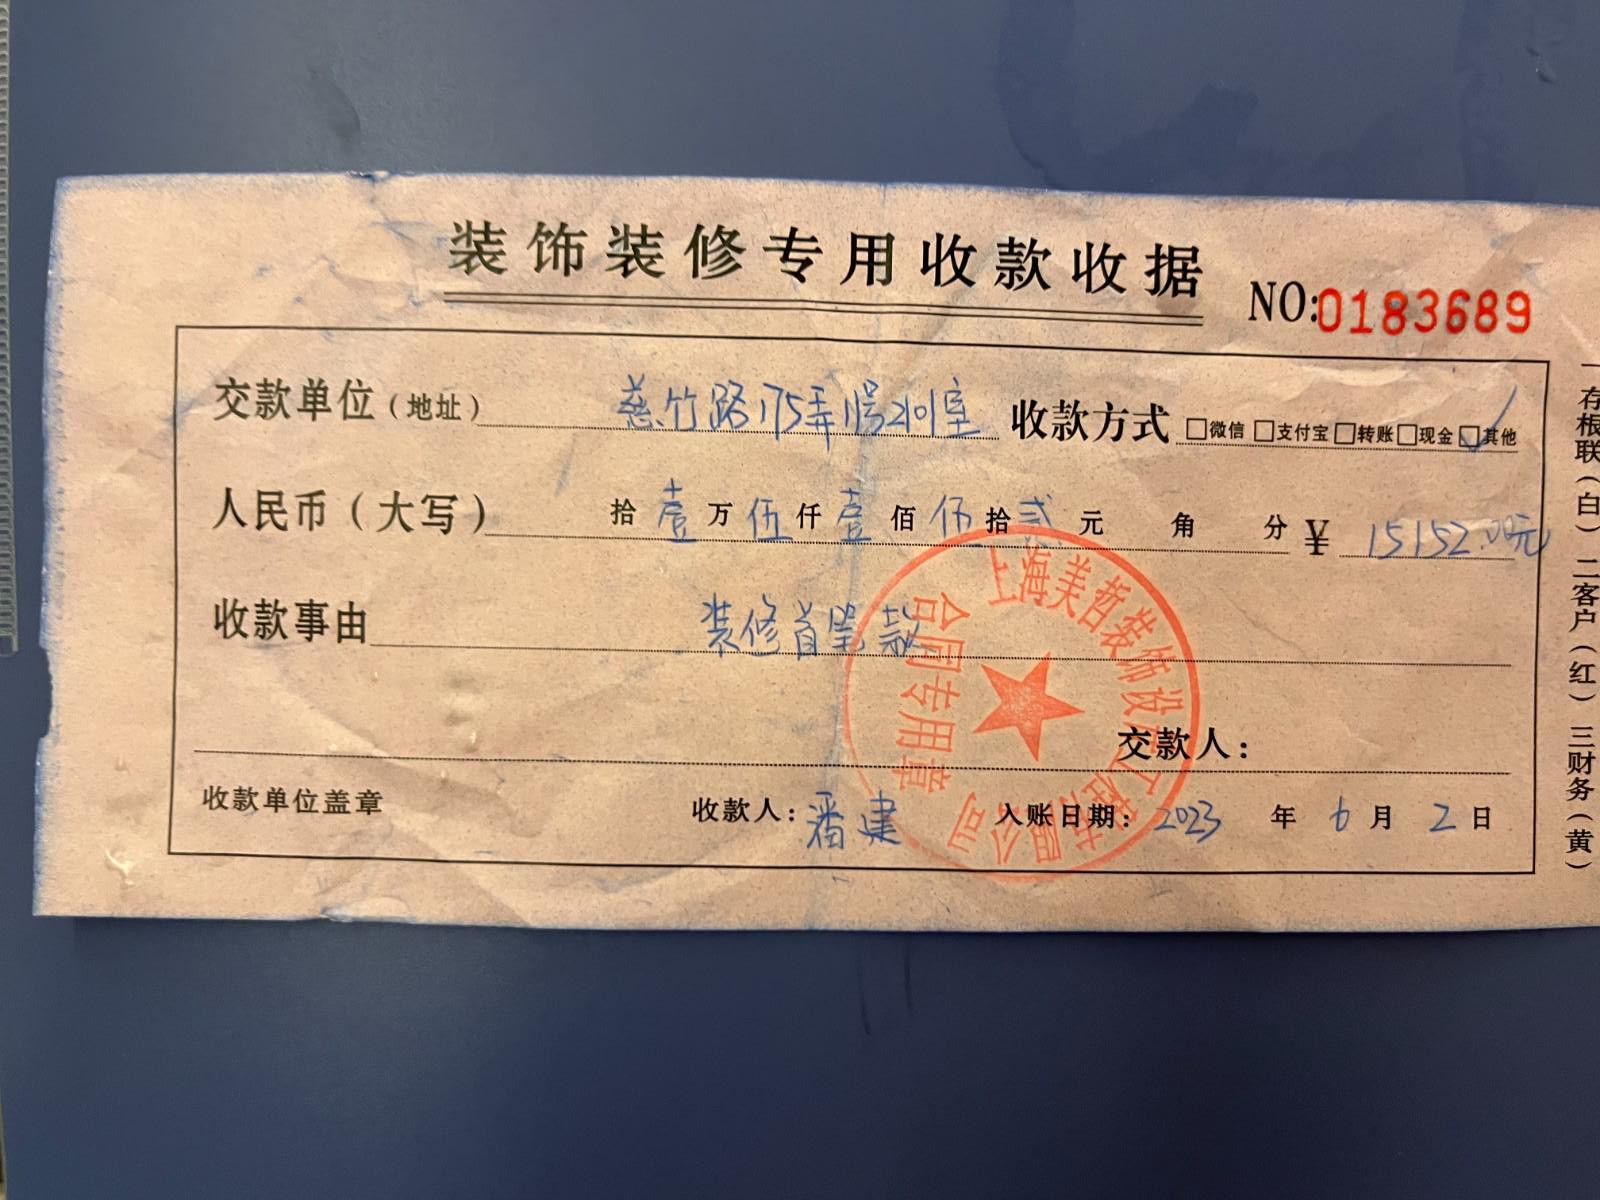 装饰装修专用收款收据
NO:0183689
交款单位(地址) 慈竹路175弄1号201室 收款方式 □微信 □支付宝 □转账 □现金 ☑其他
人民币(大写) 拾壹万伍仟壹佰伍拾贰元 角 分 ¥ 15152.00元
收款事由 装修首笔款
交款人:
收款单位盖章 收款人: 潘建 入账日期: 2023年6月2日
上海美哲装饰设计工程有限公司
合同专用章
一存根联(白) 二客户(红) 三财务(黄)